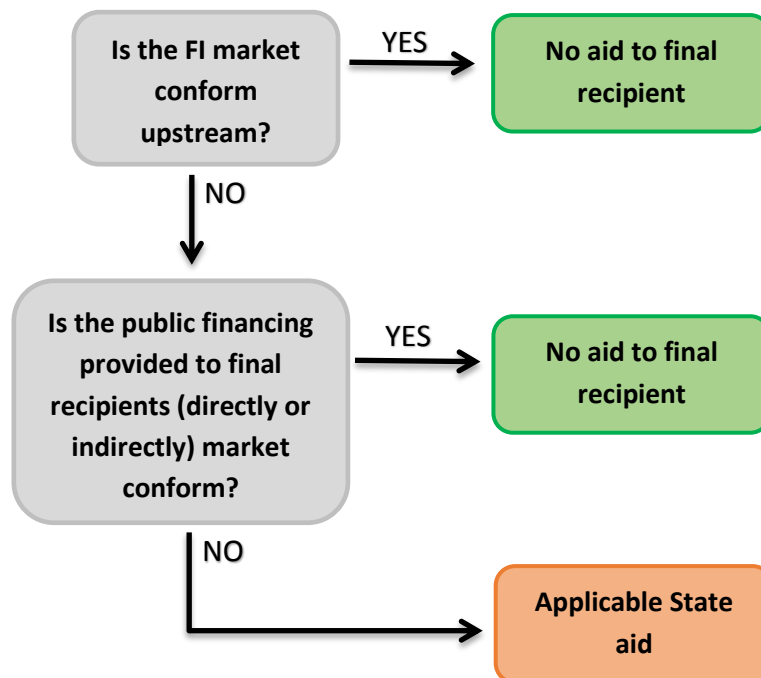 Is the FI market
conform
upstream?
YES
No aid to final
recipient
NO
Is the public financing
provided to final
recipients (directly or
indirectly) market
conform?
YES
No aid to final
recipient
NO
Applicable State
aid